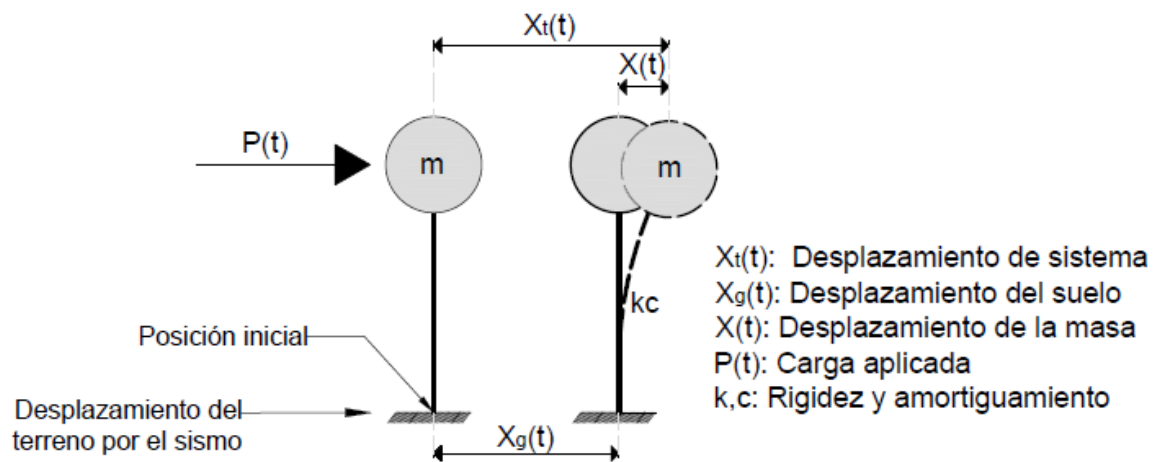 Xt(t)
X(t)
P(t)
m
m
kc
Xt(t): Desplazamiento de sistema
Xg(t): Desplazamiento del suelo
X(t): Desplazamiento de la masa
P(t): Carga aplicada
k,c: Rigidez y amortiguamiento
Posición inicial
Desplazamiento del
terreno por el sismo
Xg(t)